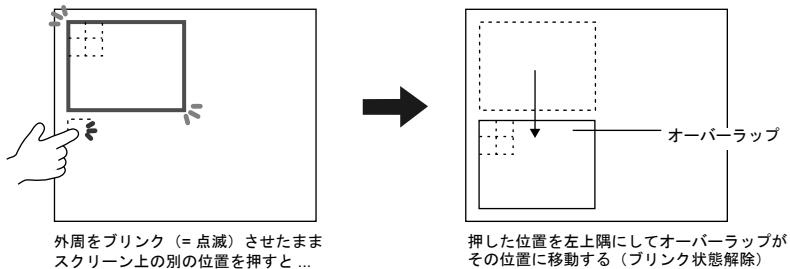 オーバーラップ
外周をブリンク（= 点滅）させたまま
スクリーン上の別の位置を押すと ...
押した位置を左上隅にしてオーバーラップが
その位置に移動する（ブリンク状態解除）